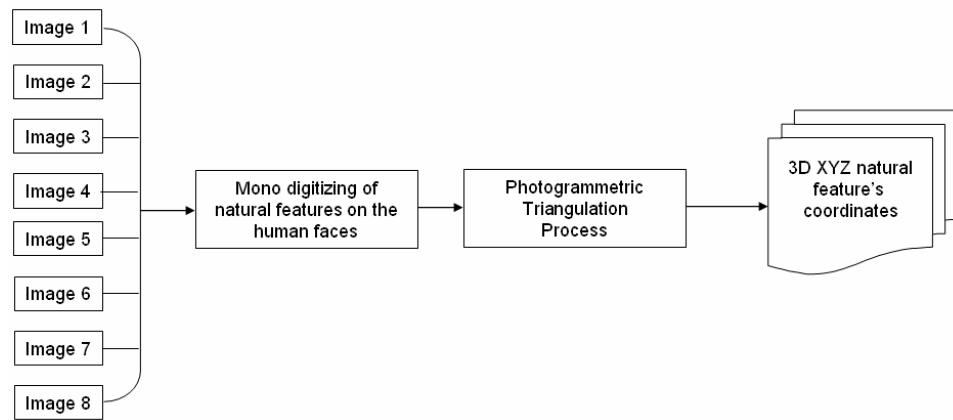 Image 1
Image 2
Image 3
Image 4
Image 5
Image 6
Image 7
Image 8
Mono digitizing of
natural features on the
human faces
Photogrammetric
Triangulation
Process
3D XYZ natural
feature's
coordinates